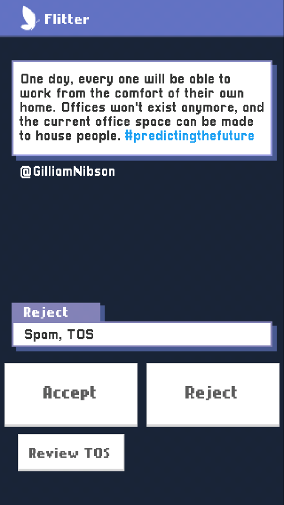 Flitter
One day, every one will be able to
work from the comfort of their own
home. Offices won't exist anymore, and
the current office space can be made
to house people. #predictingthefuture
@GilliamNibson
Reject
Spam, TOS
Accept
Reject
Review TOS